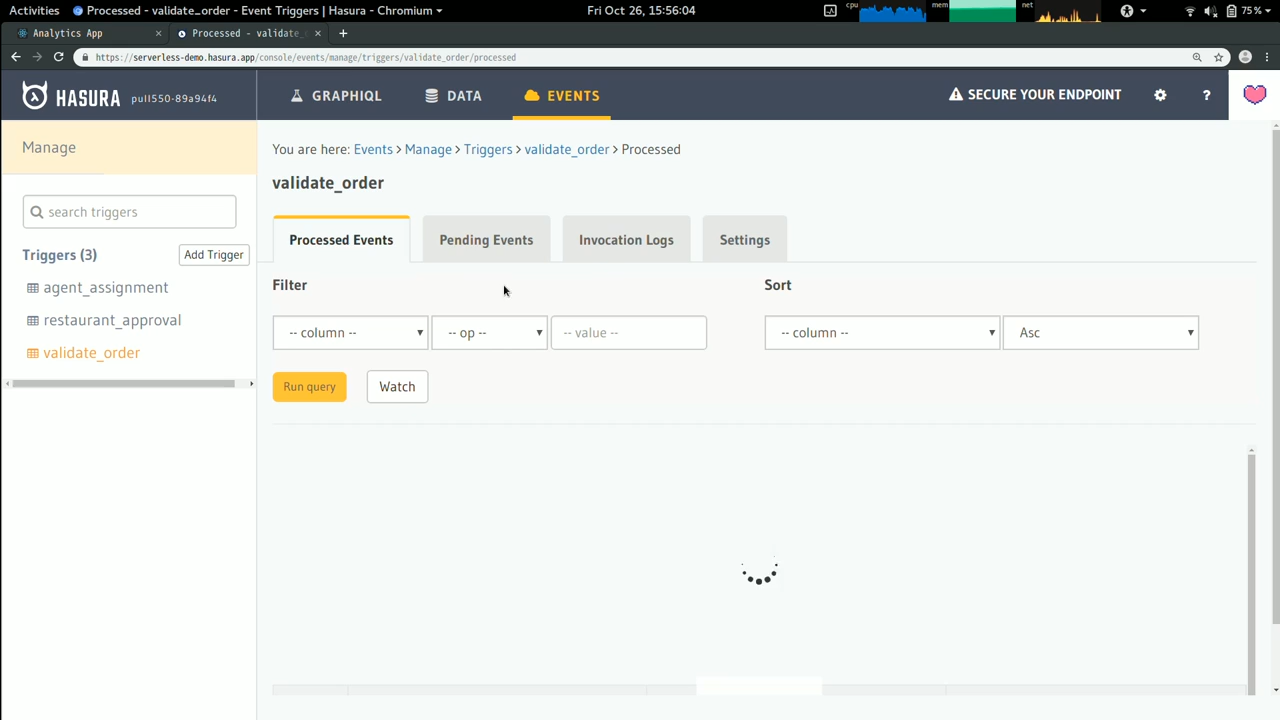 Activities Processed - validate_order - Event Triggers | Hasura - Chromium Fri Oct 26, 15:56:04 cpu mem net 75%
Analytics App Processed - validate_
https://serverless-demo.hasura.app/console/events/manage/triggers/validate_order/processed
HASURA pull550-89a94f4 GRAPHIQL DATA EVENTS SECURE YOUR ENDPOINT ?
Manage
You are here: Events > Manage > Triggers > validate_order > Processed
validate_order
search triggers
Processed Events Pending Events Invocation Logs Settings
Triggers (3) Add Trigger
agent_assignment
restaurant_approval
validate_order
Filter Sort
-- column -- -- op -- -- value -- -- column -- Asc
Run query Watch